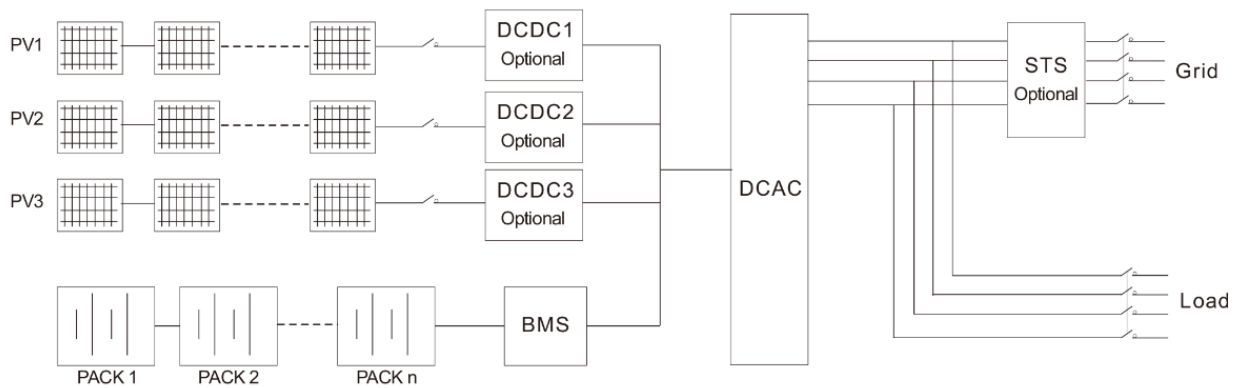 PV1
DCDC1
Optional
PV2
DCDC2
Optional
PV3
DCDC3
Optional
PACK 1
PACK 2
PACK n
BMS
DCAC
STS
Optional
Grid
Load